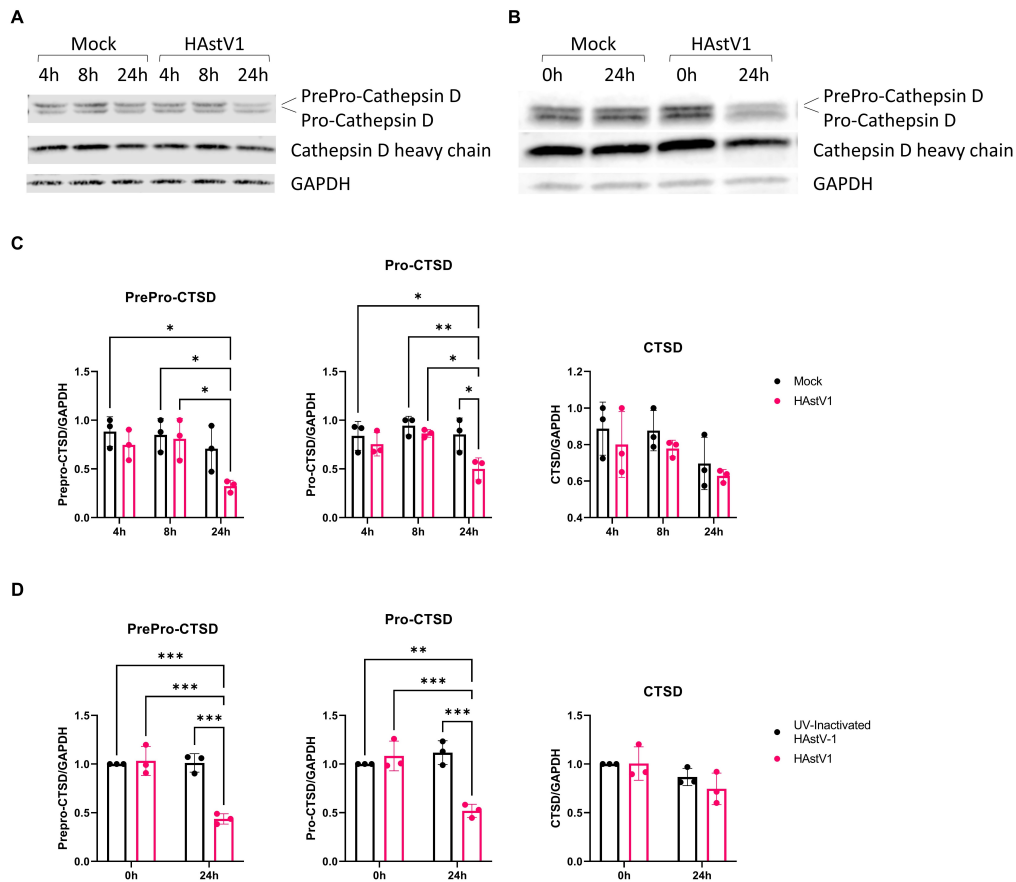 A
Mock HAstV1
4h 8h 24h 4h 8h 24h
PrePro-Cathepsin D
Pro-Cathepsin D
Cathepsin D heavy chain
GAPDH
B
Mock HAstV1
0h 24h 0h 24h
PrePro-Cathepsin D
Pro-Cathepsin D
Cathepsin D heavy chain
GAPDH
C
PrePro-CTSD
*
*
*
Prepro-CTSD/GAPDH
1.5
1.0
0.5
0.0
4h 8h 24h
Pro-CTSD
*
**
*
*
Pro-CTSD/GAPDH
1.5
1.0
0.5
0.0
4h 8h 24h
CTSD
CTSD/GAPDH
1.2
1.0
0.8
0.6
0.4
4h 8h 24h
Mock
HAstV1
D
PrePro-CTSD
***
***
***
Prepro-CTSD/GAPDH
1.5
1.0
0.5
0.0
0h 24h
Pro-CTSD
**
***
***
Pro-CTSD/GAPDH
1.5
1.0
0.5
0.0
0h 24h
CTSD
CTSD/GAPDH
1.5
1.0
0.5
0.0
0h 24h
UV-Inactivated
HAstV-1
HAstV1